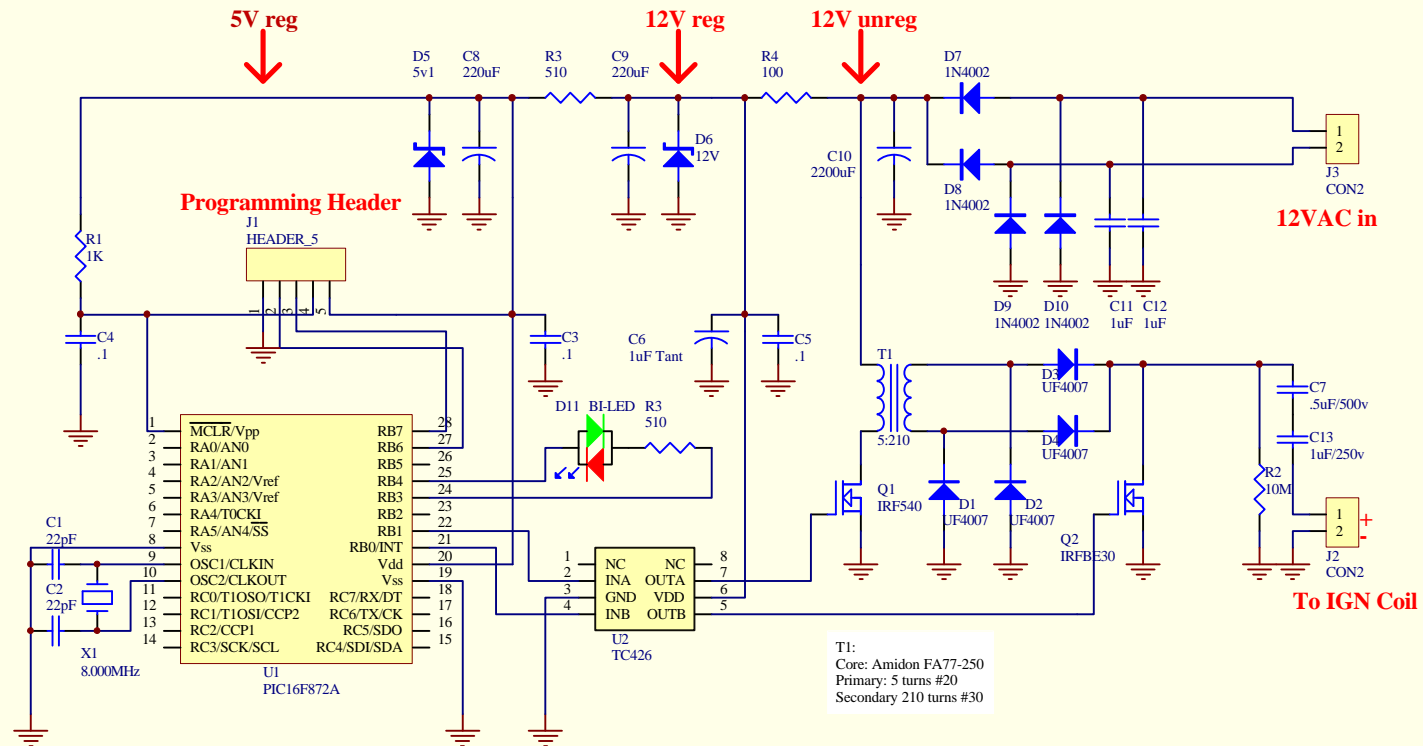 5V reg
12V reg
12V unreg
D5
5v1
C8
220uF
R3
510
C9
220uF
R4
100
D7
1N4002
D6
12V
C10
2200uF
D8
1N4002
1
2
J3
CON2
12VAC in
Programming Header
J1
HEADER_5
R1
1K
1
2
3
4
5
D9
1N4002
D10
1N4002
C11
1uF
C12
1uF
C4
.1
C3
.1
C6
1uF Tant
C5
.1
T1
5:210
D3
UF4007
D4
UF4007
C7
.5uF/500v
C13
1uF/250v
R2
10M
D11 BI-LED
R3
510
1 MCLR/Vpp
2 RA0/AN0
3 RA1/AN1
4 RA2/AN2/Vref
5 RA3/AN3/Vref
6 RA4/T0CKI
7 RA5/AN4/SS
8 Vss
9 OSC1/CLKIN
10 OSC2/CLKOUT
11 RC0/T1OSO/T1CKI
12 RC1/T1OSI/CCP2
13 RC2/CCP1
14 RC3/SCK/SCL
RB7 28
RB6 27
RB5 26
RB4 25
RB3 24
RB2 23
RB1 22
RB0/INT 21
Vdd 20
Vss 19
RC7/RX/DT 18
RC6/TX/CK 17
RC5/SDO 16
RC4/SDI/SDA 15
U1
PIC16F872A
C1
22pF
C2
22pF
X1
8.000MHz
1 NC
2 INA
3 GND
4 INB
NC 8
OUTA 7
VDD 6
OUTB 5
U2
TC426
Q1
IRF540
D1
UF4007
D2
UF4007
Q2
IRFBE30
1 +
2 -
J2
CON2
To IGN Coil
T1:
Core: Amidon FA77-250
Primary: 5 turns #20
Secondary 210 turns #30